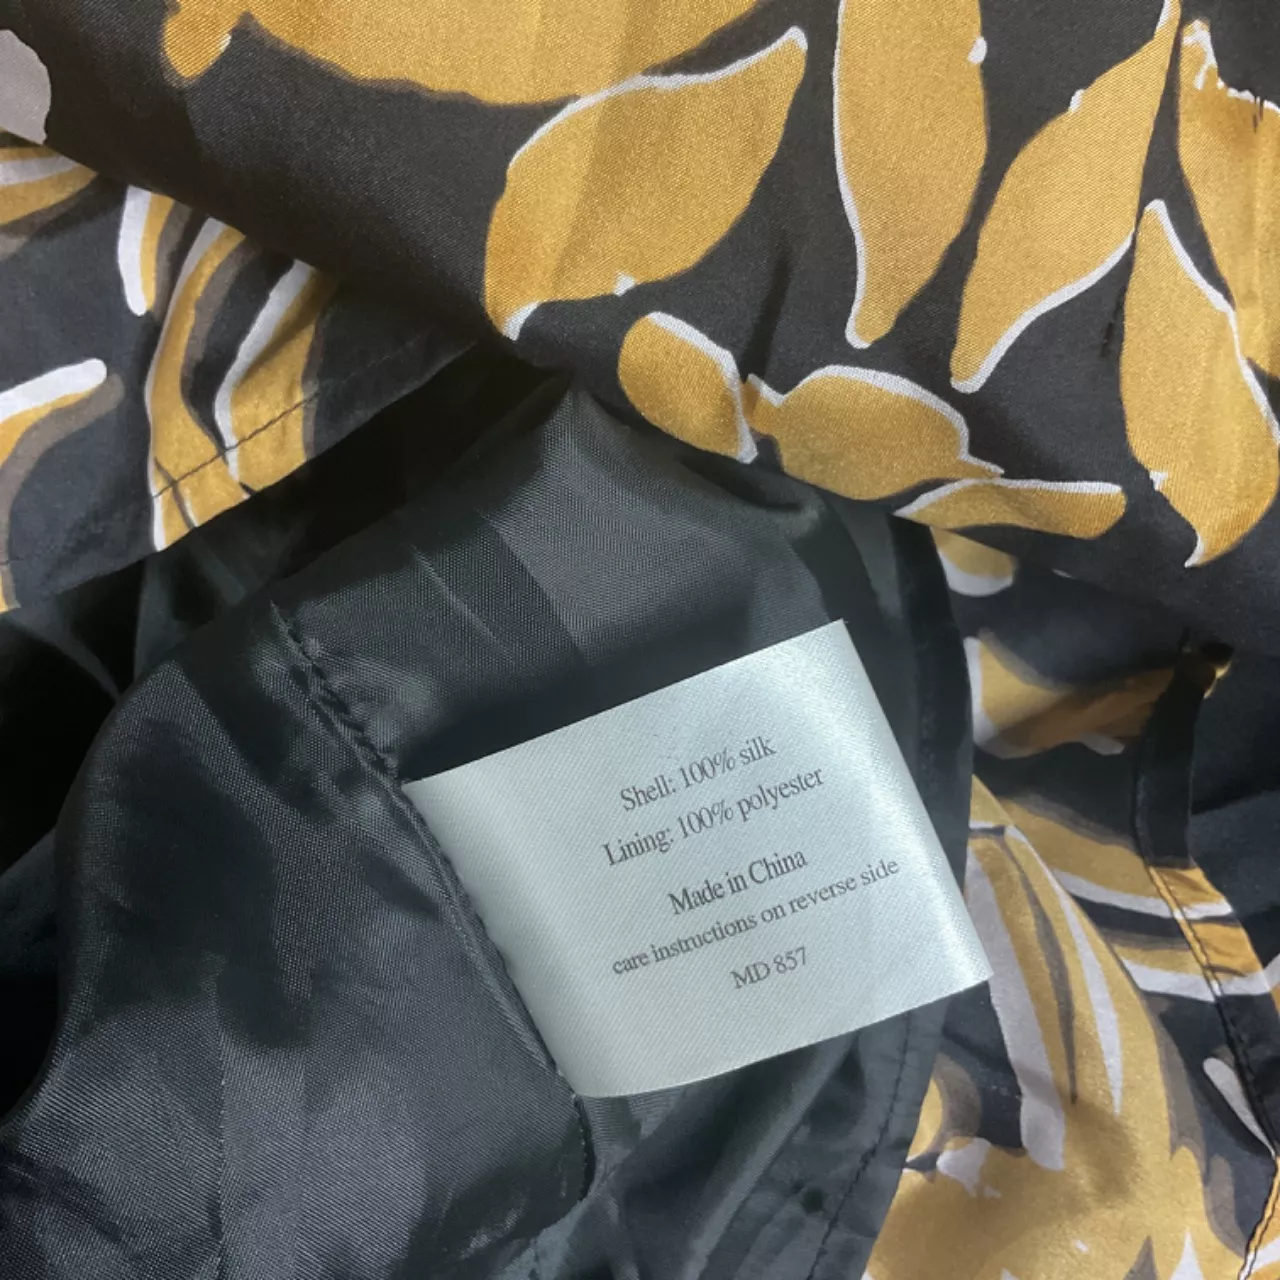 Shell: 100% silk
Lining: 100% polyester
Made in China
care instructions on reverse side
MD 857